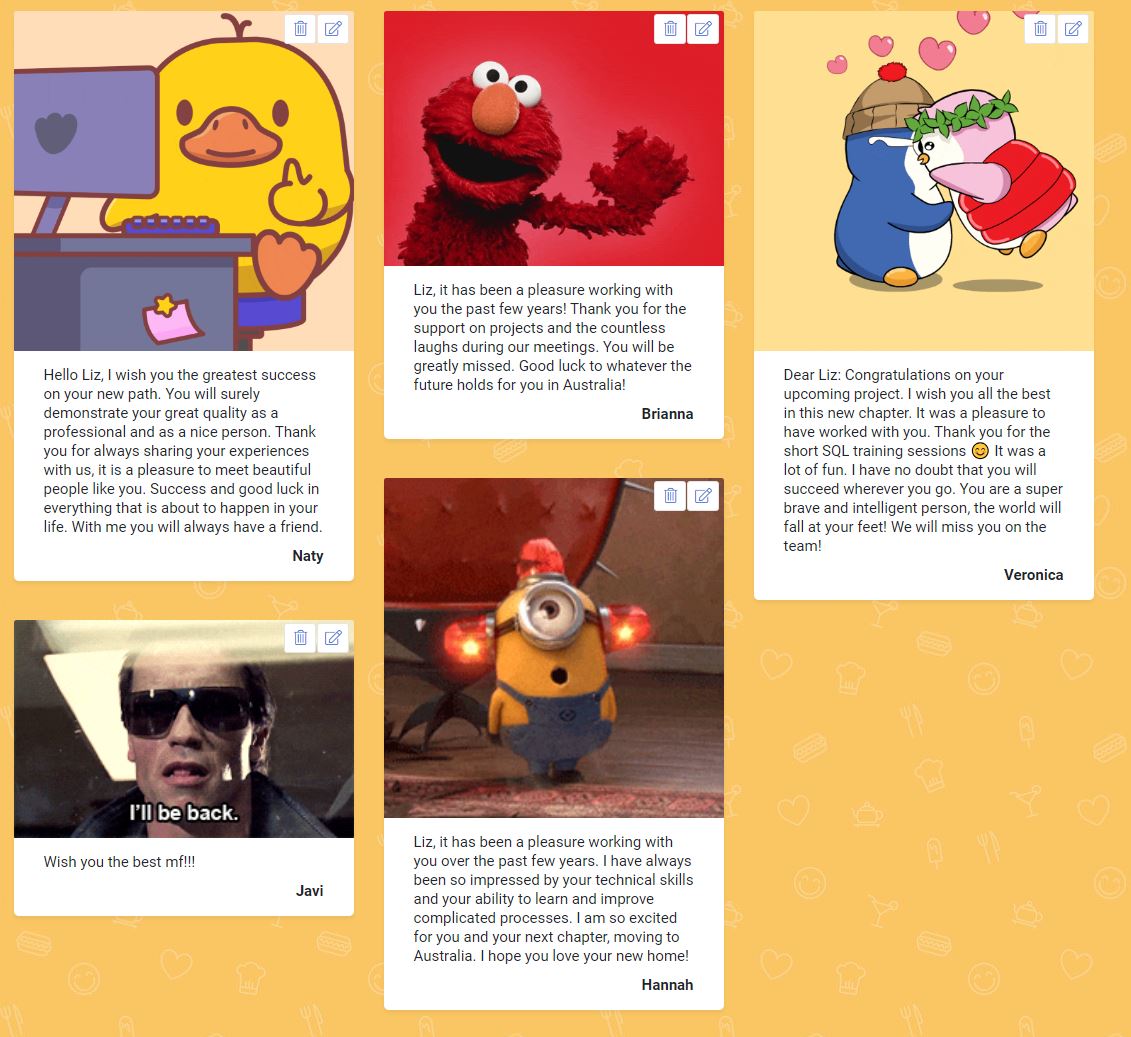 Hello Liz, I wish you the greatest success
on your new path. You will surely
demonstrate your great quality as a
professional and as a nice person. Thank
you for always sharing your experiences
with us, it is a pleasure to meet beautiful
people like you. Success and good luck in
everything that is about to happen in your
life. With me you will always have a friend.
Naty
I'll be back.
Wish you the best mf!!!
Javi
Liz, it has been a pleasure working with
you the past few years! Thank you for the
support on projects and the countless
laughs during our meetings. You will be
greatly missed. Good luck to whatever the
future holds for you in Australia!
Brianna
Liz, it has been a pleasure working with
you over the past few years. I have always
been so impressed by your technical skills
and your ability to learn and improve
complicated processes. I am so excited
for you and your next chapter, moving to
Australia. I hope you love your new home!
Hannah
Dear Liz: Congratulations on your
upcoming project. I wish you all the best
in this new chapter. It was a pleasure to
have worked with you. Thank you for the
short SQL training sessions 😊 It was a
lot of fun. I have no doubt that you will
succeed wherever you go. You are a super
brave and intelligent person, the world will
fall at your feet! We will miss you on the
team!
Veronica